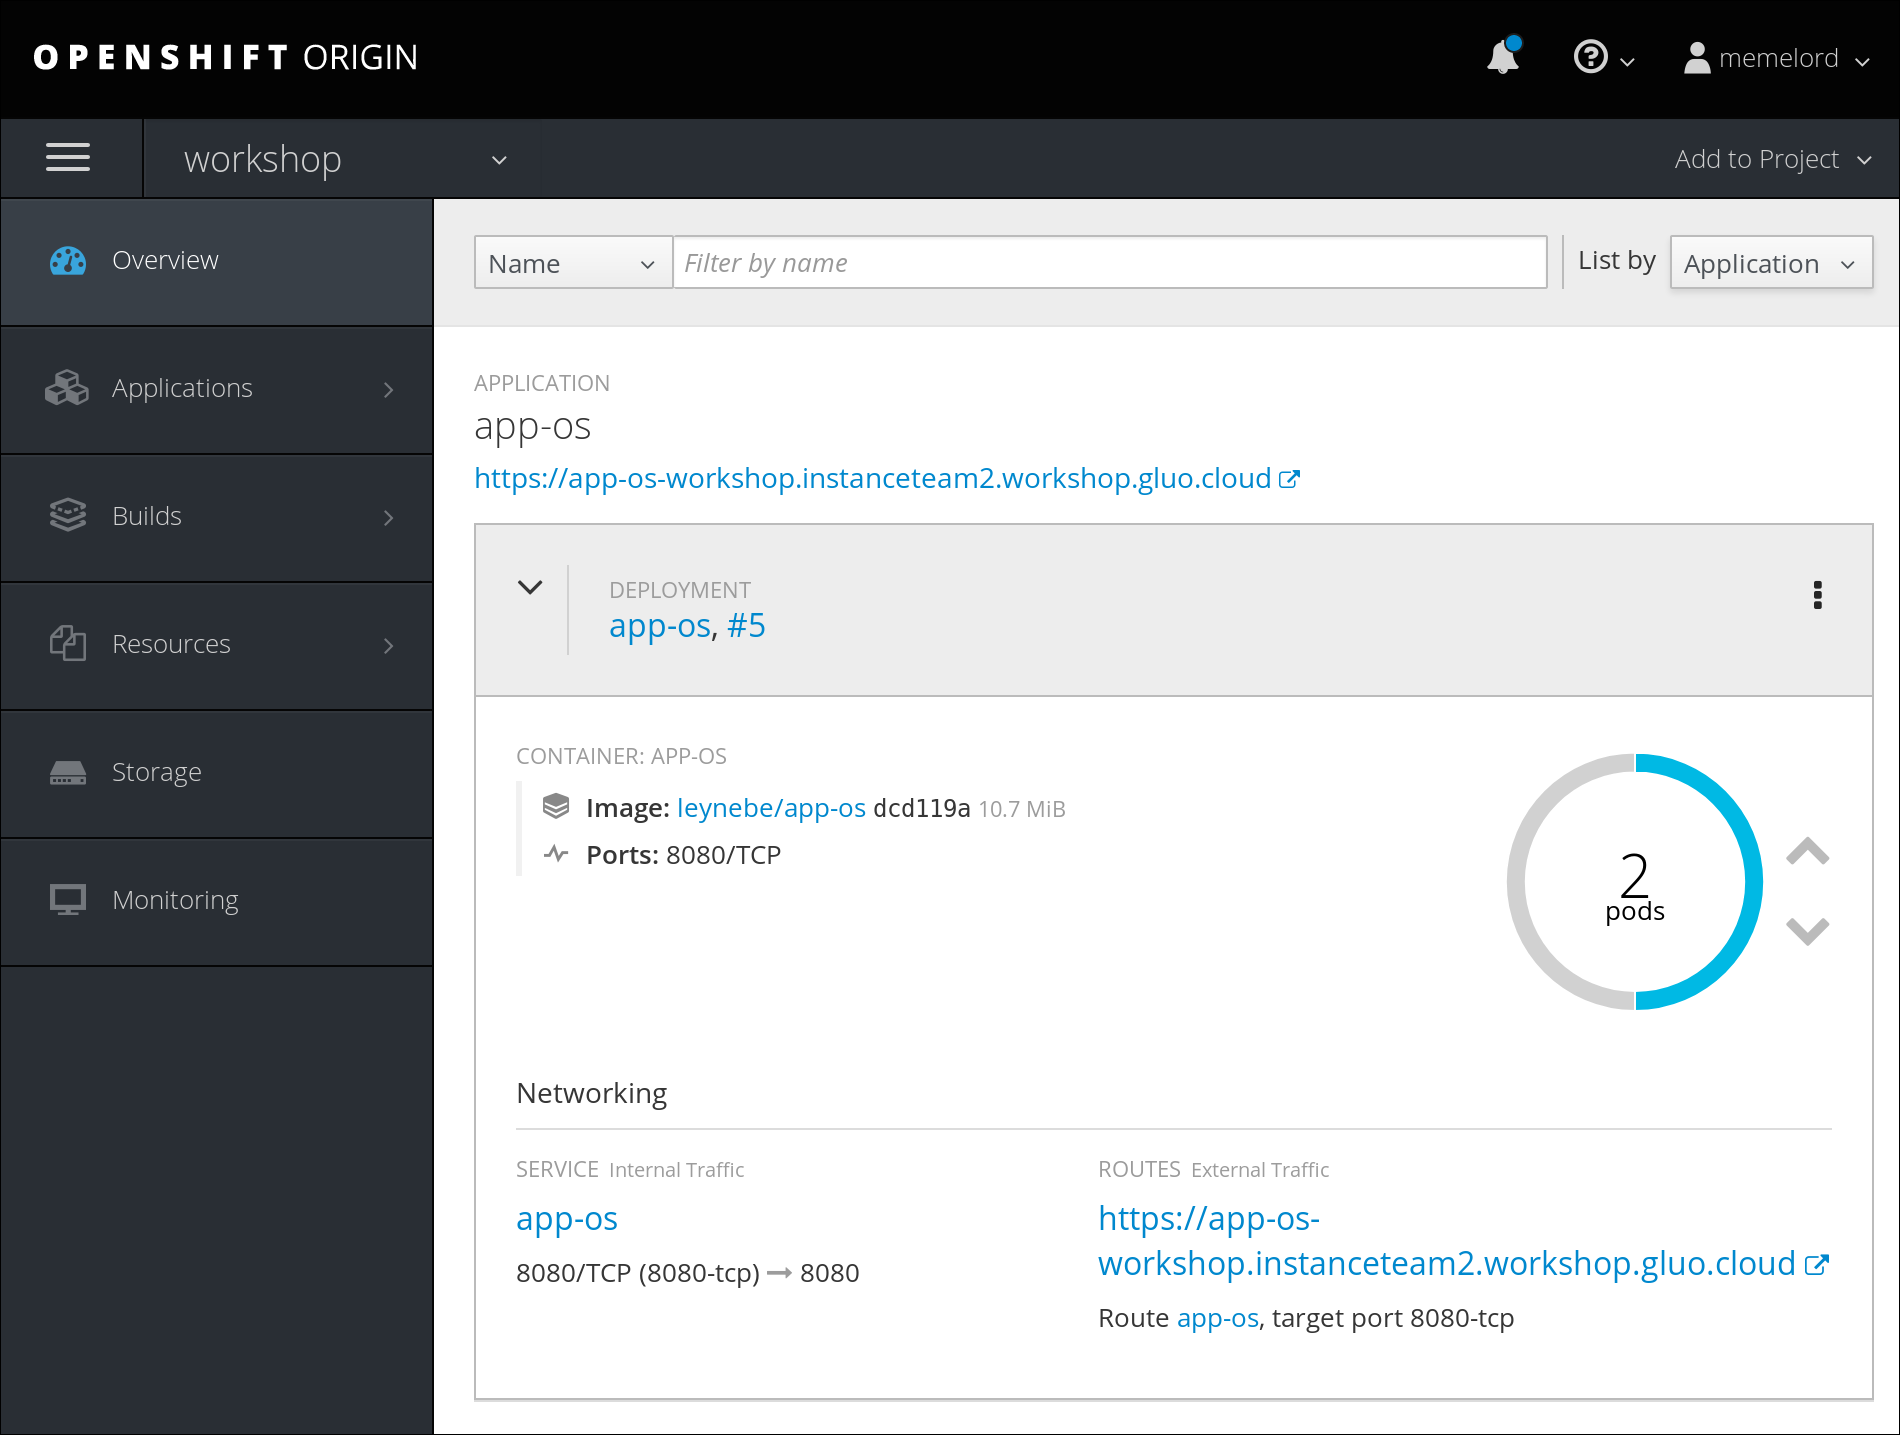 OPENSHIFT ORIGIN
memelord
workshop
Add to Project
Overview
Applications
Builds
Resources
Storage
Monitoring
Name
Filter by name
List by
Application
APPLICATION
app-os
https://app-os-workshop.instanceteam2.workshop.gluo.cloud
DEPLOYMENT
app-os, #5
CONTAINER: APP-OS
Image: leynebe/app-os dcd119a 10.7 MiB
Ports: 8080/TCP
2
pods
Networking
SERVICE Internal Traffic
app-os
8080/TCP (8080-tcp) → 8080
ROUTES External Traffic
https://app-os-
workshop.instanceteam2.workshop.gluo.cloud
Route app-os, target port 8080-tcp